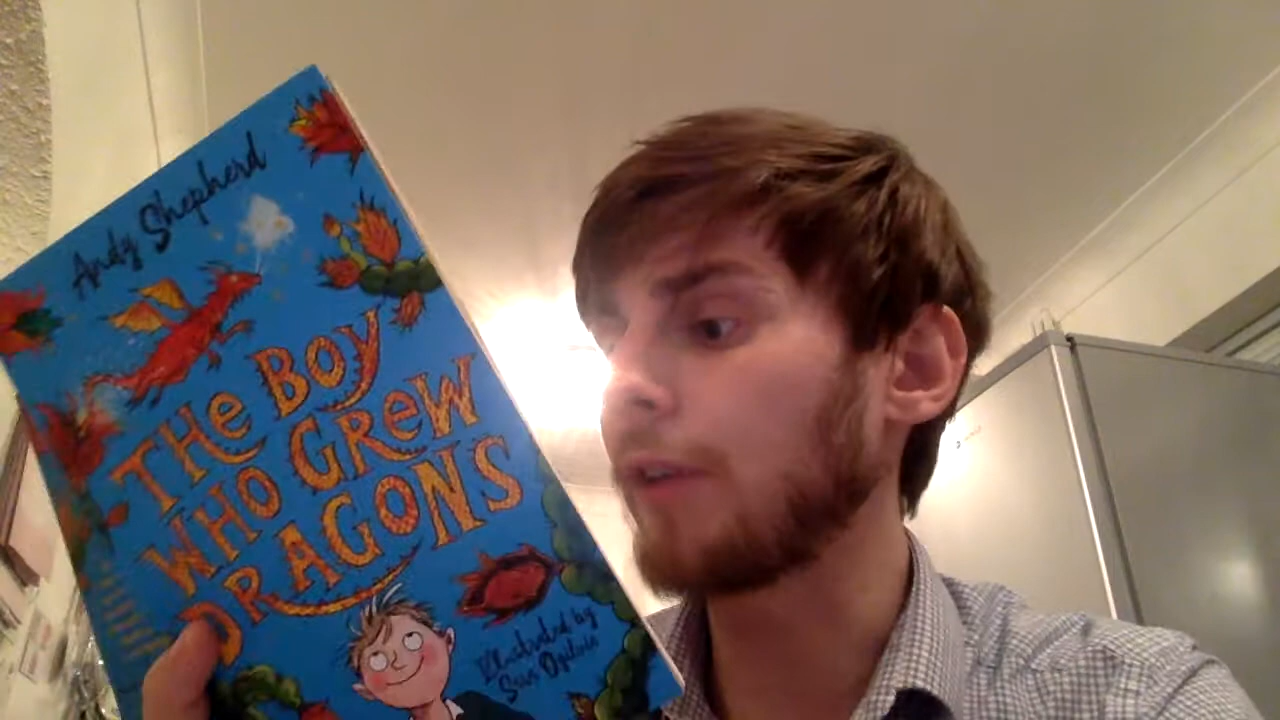 Andy Shepherd
THe BOY
WHO GReW
DRAGONS
Illustrated by
Sara Ogilvie